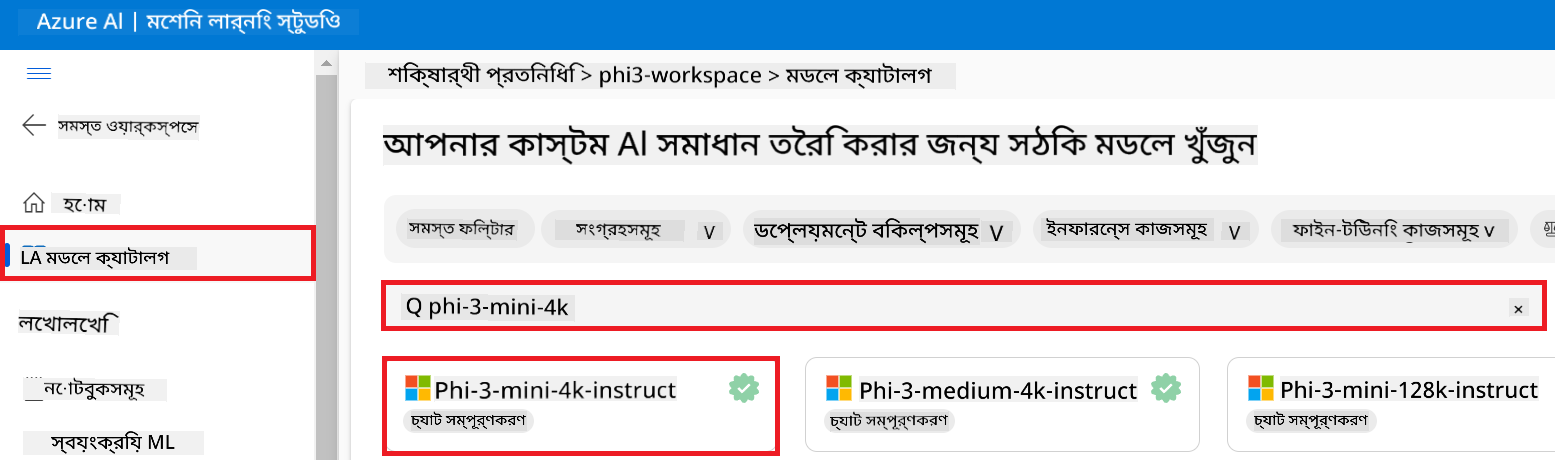 Azure AI | মেশিন লার্নিং স্টুডিও
শিক্ষার্থী প্রতিনিধি > phi3-workspace > মডেল ক্যাটালগ
সমস্ত ওয়ার্কস্পেসে
আপনার কাস্টম AI সমাধান তৈরি করার জন্য সঠিক মডেল খুঁজুন
হোম
সমস্ত ফিল্টার
সংগ্রহসমূহ V
ডেপ্লেয়মেন্ট বিকল্পসমূহ V
ইনফারেন্স কাজসমূহ V
ফাইন-টিউনিং কাজসমূহ v
LA মডেল ক্যাটালগ
Q phi-3-mini-4k
×
লেখালেখি
নোটবুকসমূহ
স্বয়ংক্রিয় ML
Phi-3-mini-4k-instruct
চ্যাট সম্পূর্ণকরণ
Phi-3-medium-4k-instruct
চ্যাট সম্পূর্ণকরণ
Phi-3-mini-128k-instruct
চ্যাট সম্পূর্ণকরণ